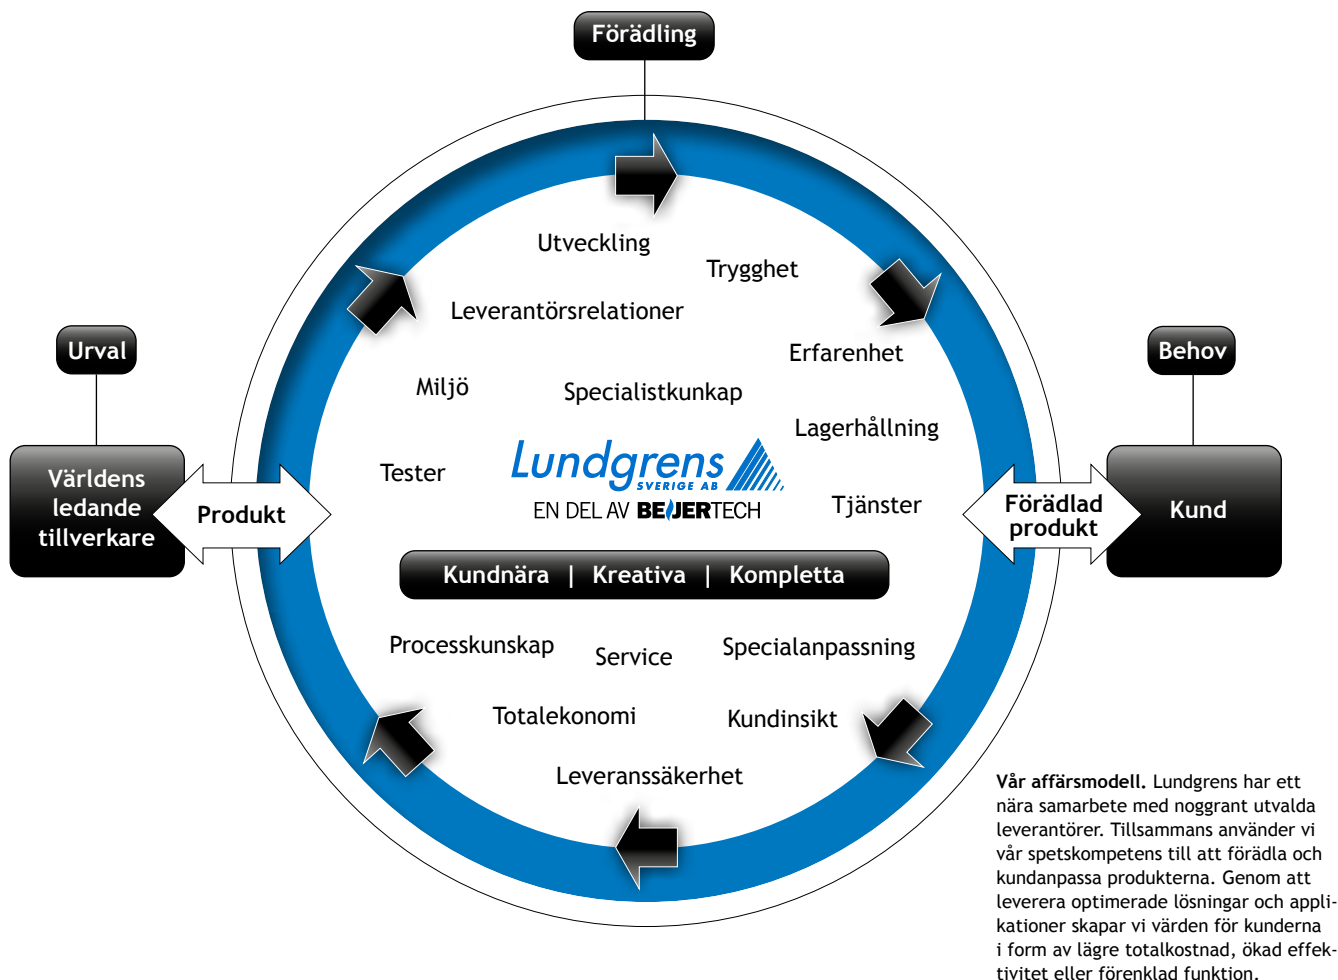 Förädling
Utveckling
Trygghet
Leverantörsrelationer
Urval
Behov
Erfarenhet
Miljö
Specialistkunkap
Lagerhållning
Världens
ledande
tillverkare
Produkt
Tester
Lundgrens
SVERIGE AB
EN DEL AV BEIJERTECH
Tjänster
Förädlad
produkt
Kund
Kundnära | Kreativa | Kompletta
Processkunskap
Service
Specialanpassning
Totalekonomi
Kundinsikt
Leveranssäkerhet
Vår affärsmodell. Lundgrens har ett
nära samarbete med noggrant utvalda
leverantörer. Tillsammans använder vi
vår spetskompetens till att förädla och
kundanpassa produkterna. Genom att
leverera optimerade lösningar och appli-
kationer skapar vi värden för kunderna
i form av lägre totalkostnad, ökad effek-
tivitet eller förenklad funktion.